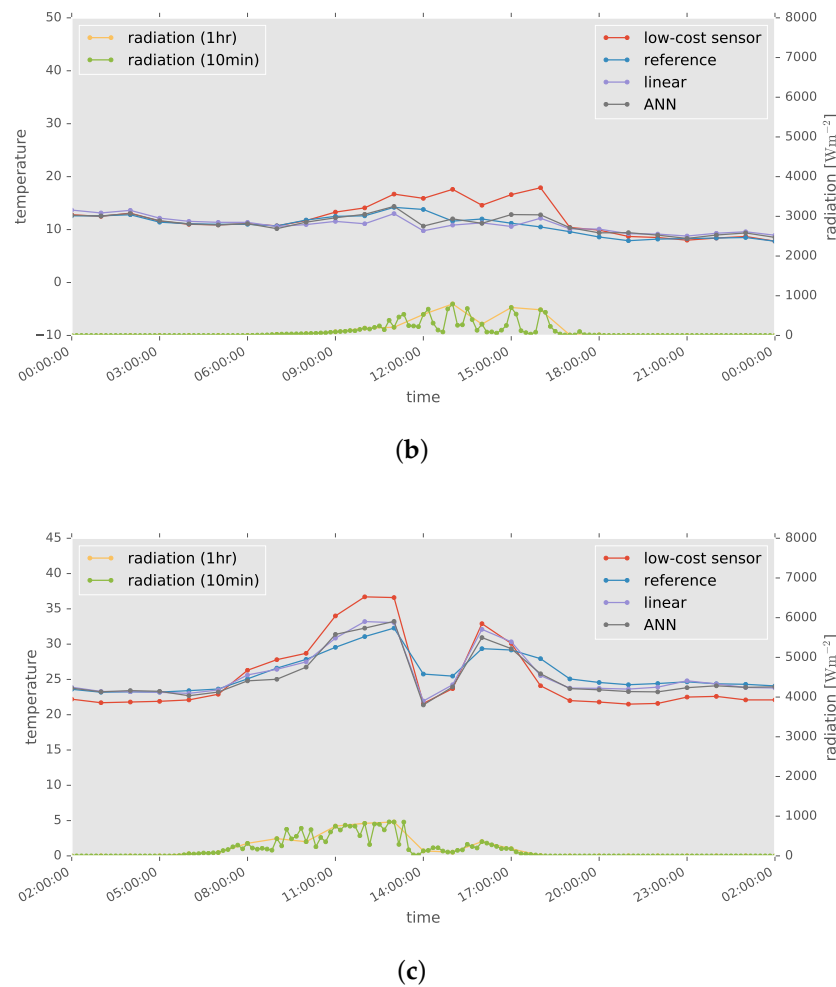 50
40
30
20
10
0
−10
temperature
radiation (1hr)
radiation (10min)
low-cost sensor
reference
linear
ANN
8000
7000
6000
5000
4000
3000
2000
1000
0
radiation [Wm⁻²]
00:00:00
03:00:00
06:00:00
09:00:00
12:00:00
15:00:00
18:00:00
21:00:00
00:00:00
time
(b)
45
40
35
30
25
20
15
10
5
0
temperature
radiation (1hr)
radiation (10min)
low-cost sensor
reference
linear
ANN
8000
7000
6000
5000
4000
3000
2000
1000
0
radiation [Wm⁻²]
02:00:00
05:00:00
08:00:00
11:00:00
14:00:00
17:00:00
20:00:00
23:00:00
02:00:00
time
(c)